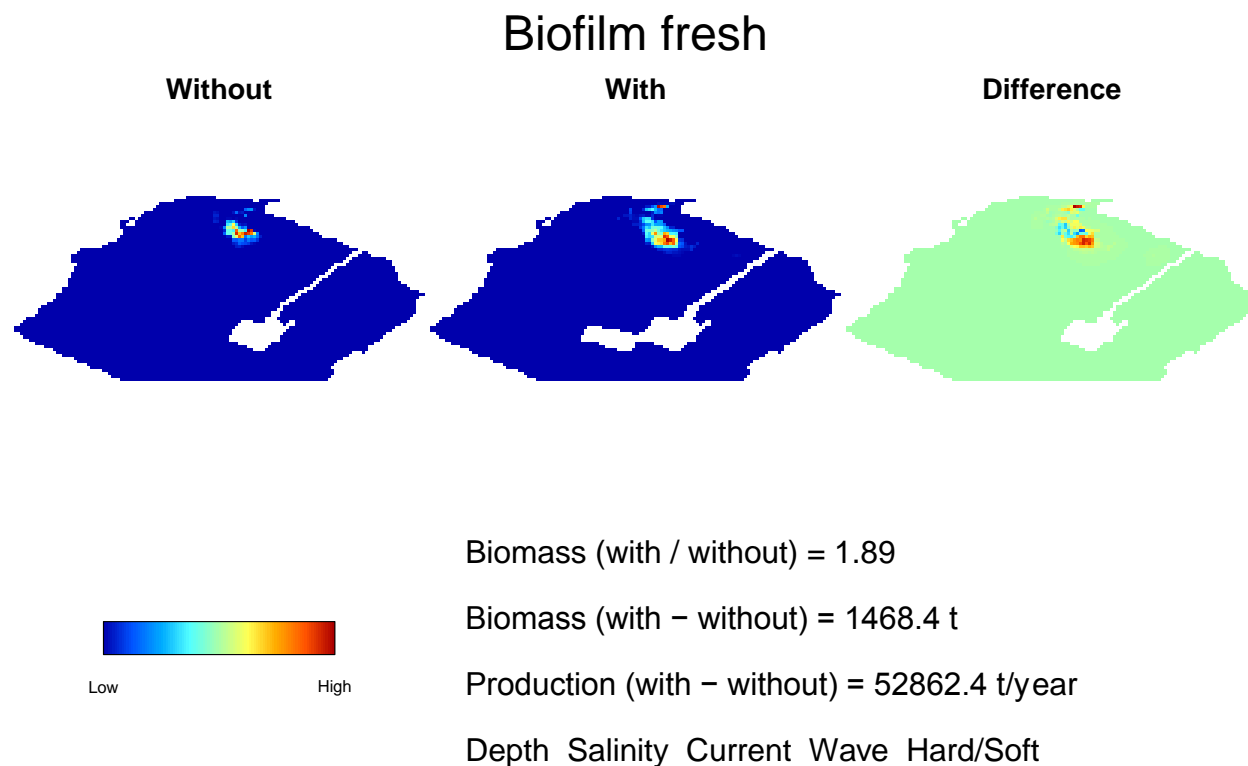 Biofilm fresh
Without With Difference
Biomass (with / without) = 1.89
Biomass (with − without) = 1468.4 t
Low High
Production (with − without) = 52862.4 t/year
Depth Salinity Current Wave Hard/Soft